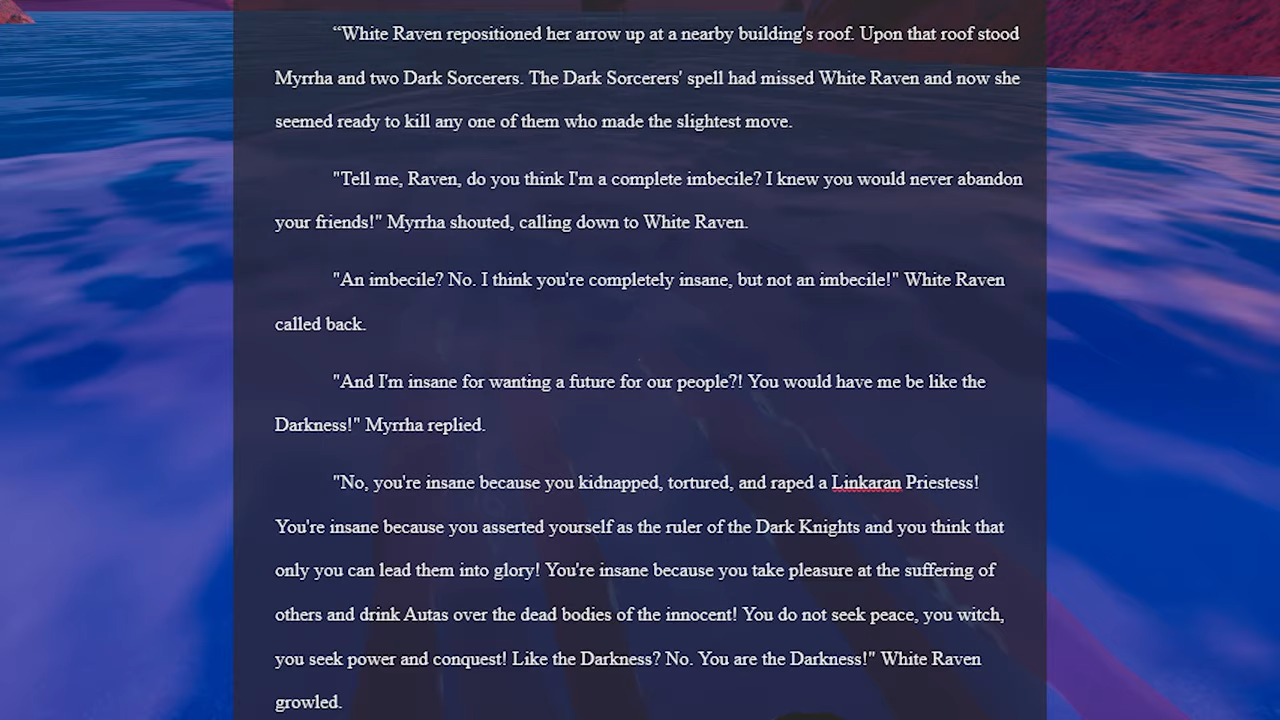 “White Raven repositioned her arrow up at a nearby building's roof. Upon that roof stood
Myrrha and two Dark Sorcerers. The Dark Sorcerers' spell had missed White Raven and now she
seemed ready to kill any one of them who made the slightest move.
"Tell me, Raven, do you think I'm a complete imbecile? I knew you would never abandon
your friends!" Myrrha shouted, calling down to White Raven.
"An imbecile? No. I think you're completely insane, but not an imbecile!" White Raven
called back.
"And I'm insane for wanting a future for our people?! You would have me be like the
Darkness!" Myrrha replied.
"No, you're insane because you kidnapped, tortured, and raped a Linkaran Priestess!
You're insane because you asserted yourself as the ruler of the Dark Knights and you think that
only you can lead them into glory! You're insane because you take pleasure at the suffering of
others and drink Autas over the dead bodies of the innocent! You do not seek peace, you witch,
you seek power and conquest! Like the Darkness? No. You are the Darkness!" White Raven
growled.